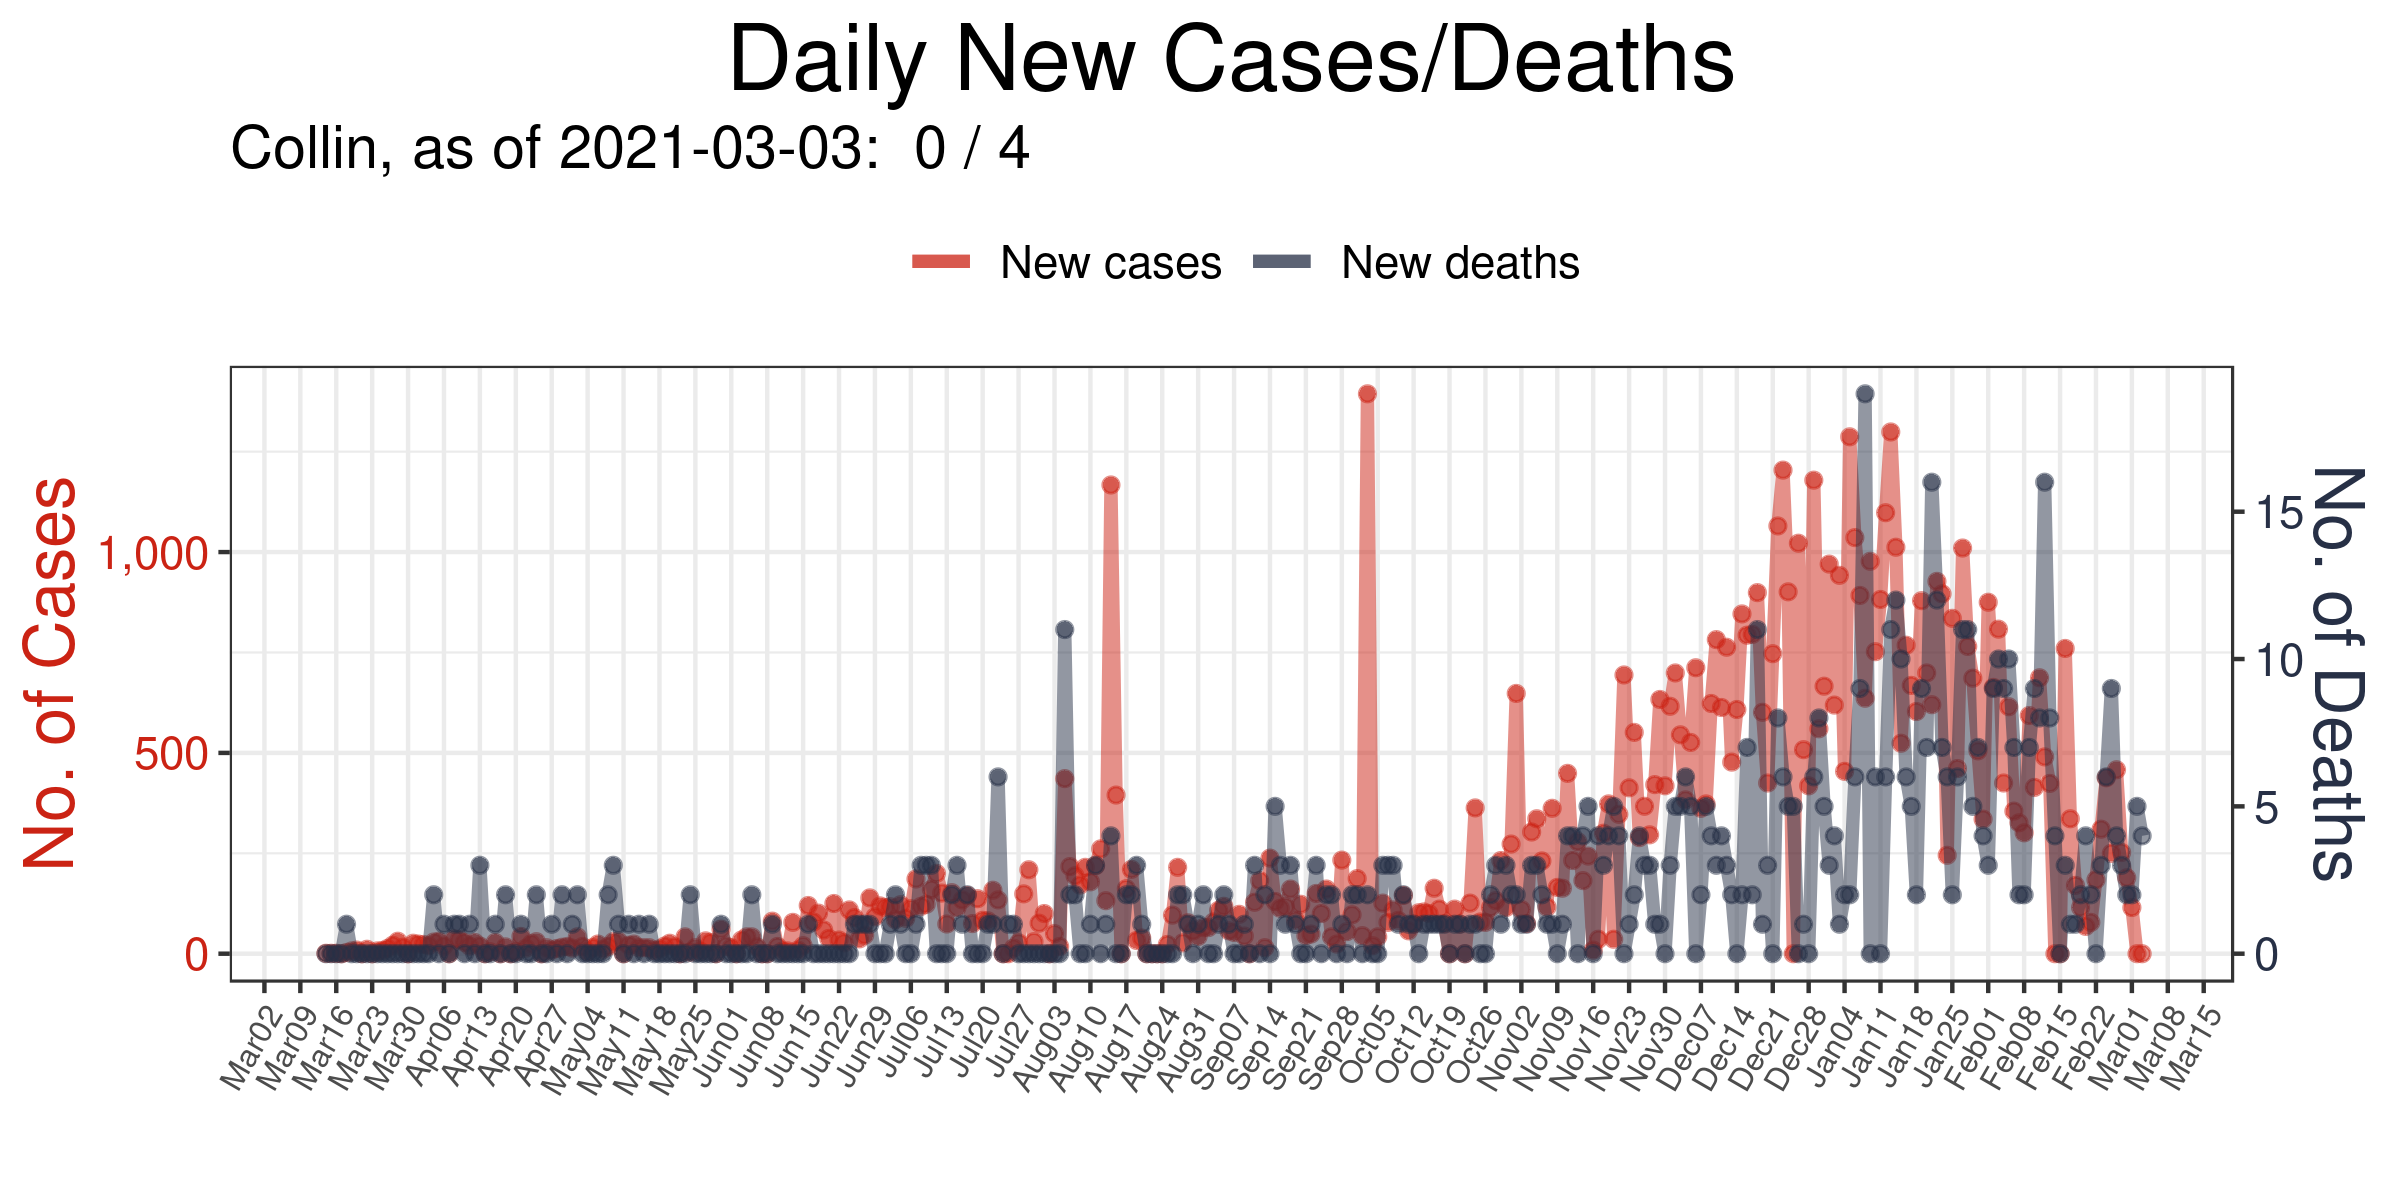 Daily New Cases/Deaths
Collin, as of 2021-03-03: 0 / 4
New cases
New deaths
No. of Cases
1,000
500
0
15
10
5
0
No. of Deaths
Mar02
Mar09
Mar16
Mar23
Mar30
Apr06
Apr13
Apr20
Apr27
May04
May11
May18
May25
Jun01
Jun08
Jun15
Jun22
Jun29
Jul06
Jul13
Jul20
Jul27
Aug03
Aug10
Aug17
Aug24
Aug31
Sep07
Sep14
Sep21
Sep28
Oct05
Oct12
Oct19
Oct26
Nov02
Nov09
Nov16
Nov23
Nov30
Dec07
Dec14
Dec21
Dec28
Jan04
Jan11
Jan18
Jan25
Feb01
Feb08
Feb15
Feb22
Mar01
Mar08
Mar15